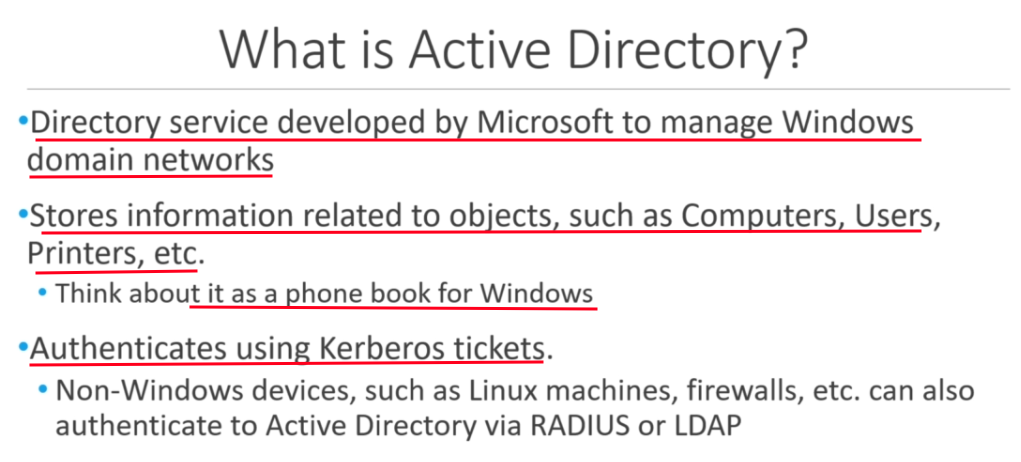 What is Active Directory?
•Directory service developed by Microsoft to manage Windows
domain networks
•Stores information related to objects, such as Computers, Users,
Printers, etc.
• Think about it as a phone book for Windows
•Authenticates using Kerberos tickets.
• Non-Windows devices, such as Linux machines, firewalls, etc. can also
authenticate to Active Directory via RADIUS or LDAP